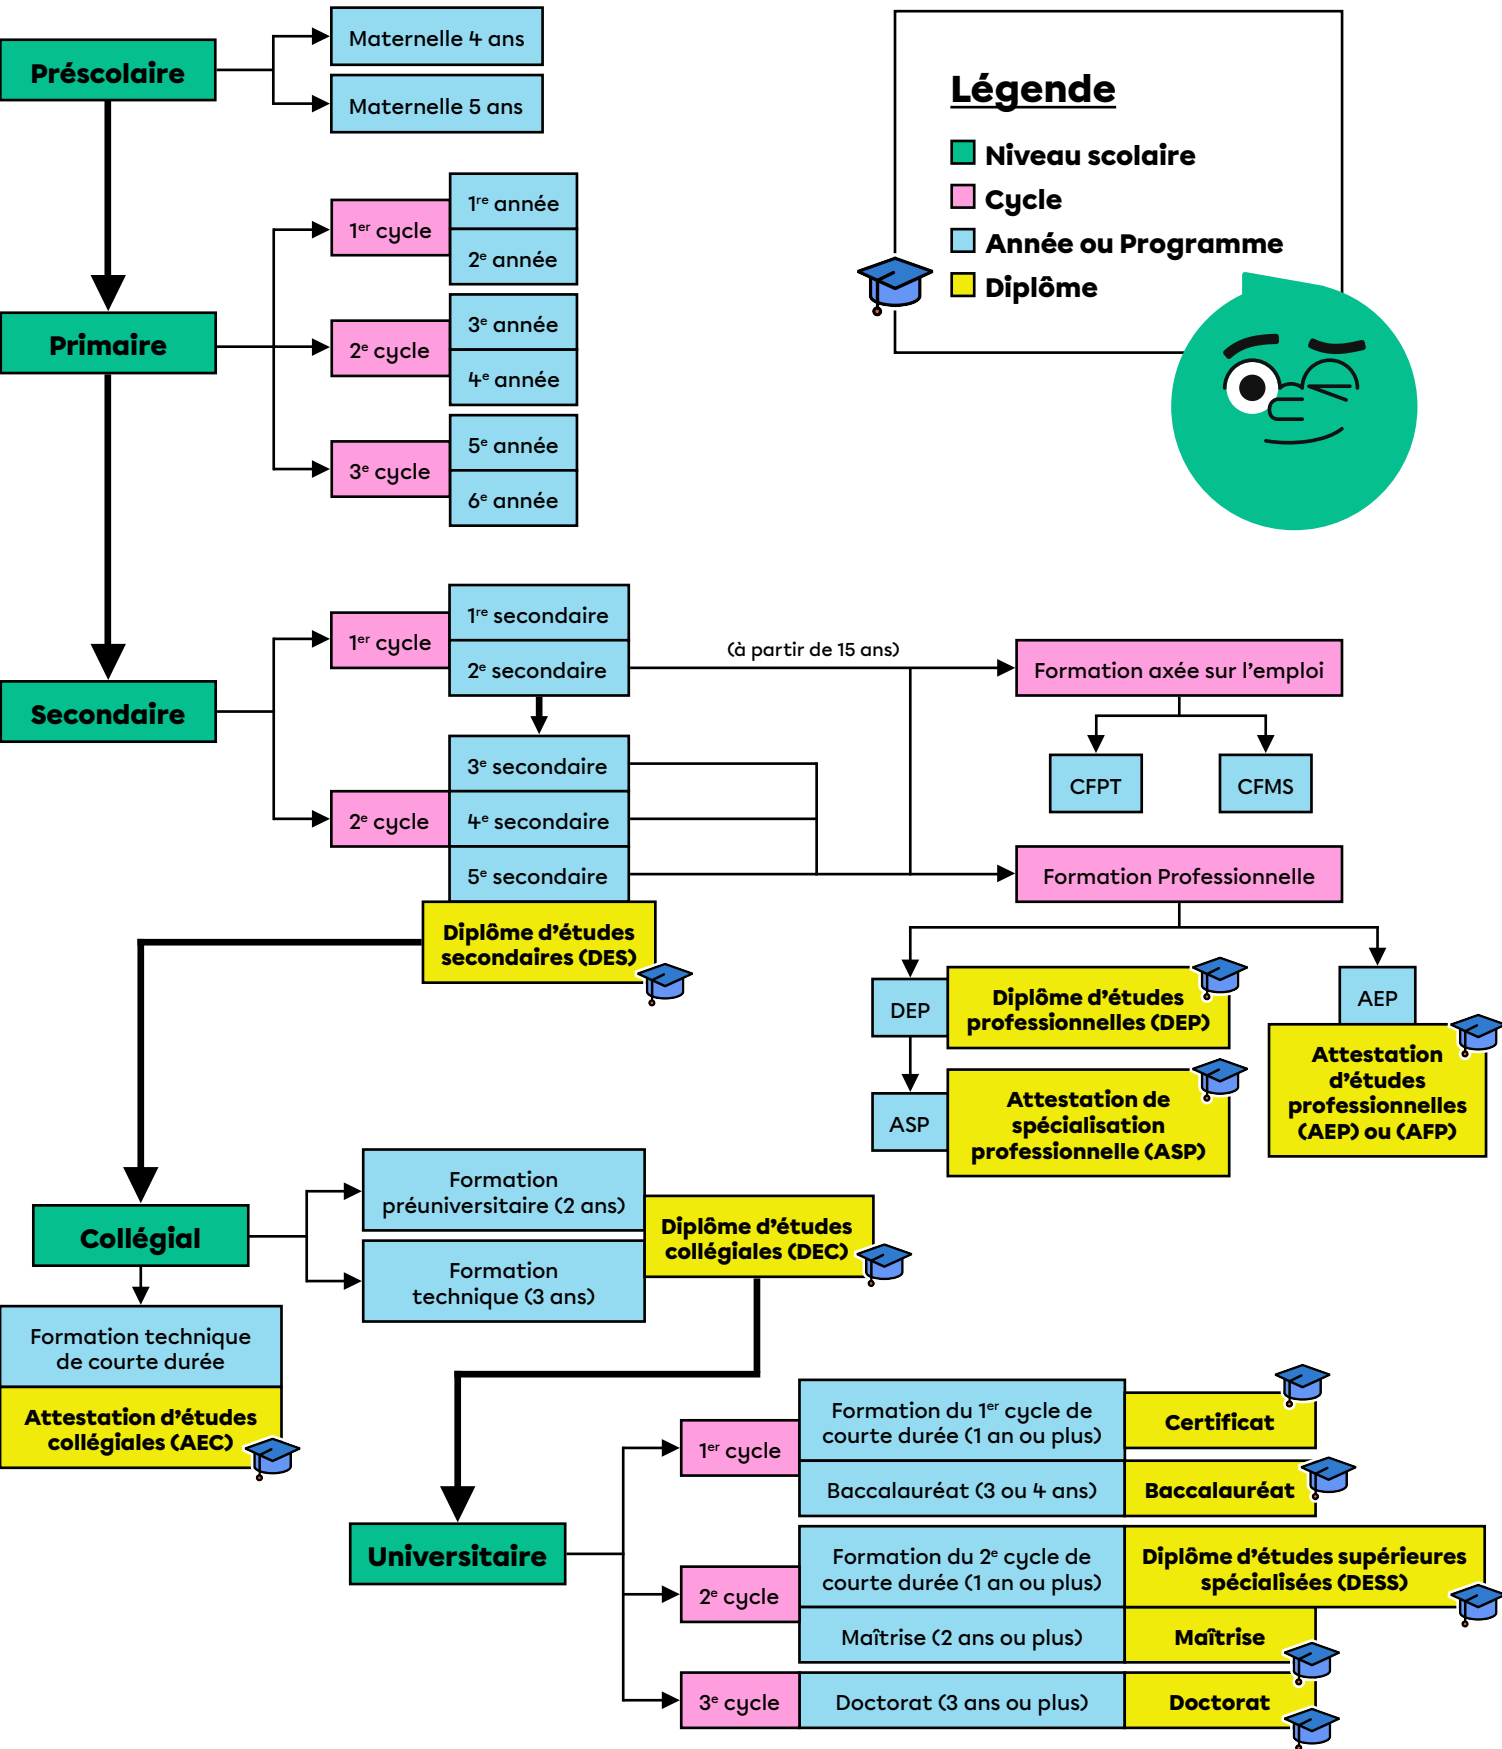 Préscolaire
Maternelle 4 ans
Maternelle 5 ans
Légende
Niveau scolaire
Cycle
Année ou Programme
Diplôme
Primaire
1er cycle
1re année
2e année
2e cycle
3e année
4e année
3e cycle
5e année
6e année
Secondaire
1er cycle
1re secondaire
2e secondaire
(à partir de 15 ans)
Formation axée sur l'emploi
CFPT
CFMS
2e cycle
3e secondaire
4e secondaire
5e secondaire
Formation Professionnelle
Diplôme d'études
secondaires (DES)
DEP
Diplôme d'études
professionnelles (DEP)
ASP
Attestation de
spécialisation
professionnelle (ASP)
AEP
Attestation
d'études
professionnelles
(AEP) ou (AFP)
Collégial
Formation
préuniversitaire (2 ans)
Formation
technique (3 ans)
Diplôme d'études
collégiales (DEC)
Formation technique
de courte durée
Attestation d'études
collégiales (AEC)
Universitaire
1er cycle
Formation du 1er cycle de
courte durée (1 an ou plus)
Certificat
Baccalauréat (3 ou 4 ans)
Baccalauréat
2e cycle
Formation du 2e cycle de
courte durée (1 an ou plus)
Diplôme d'études supérieures
spécialisées (DESS)
Maîtrise (2 ans ou plus)
Maîtrise
3e cycle
Doctorat (3 ans ou plus)
Doctorat